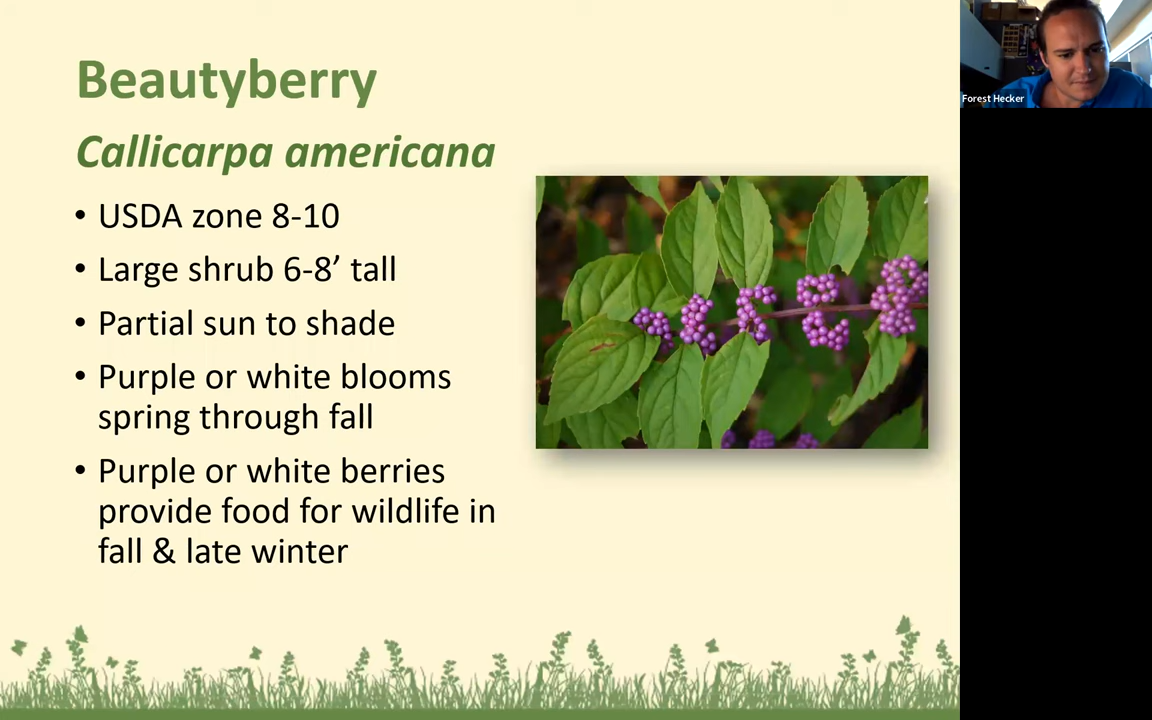 Beautyberry
Callicarpa americana
• USDA zone 8-10
• Large shrub 6-8’ tall
• Partial sun to shade
• Purple or white blooms
spring through fall
• Purple or white berries
provide food for wildlife in
fall & late winter
Forest Hecker